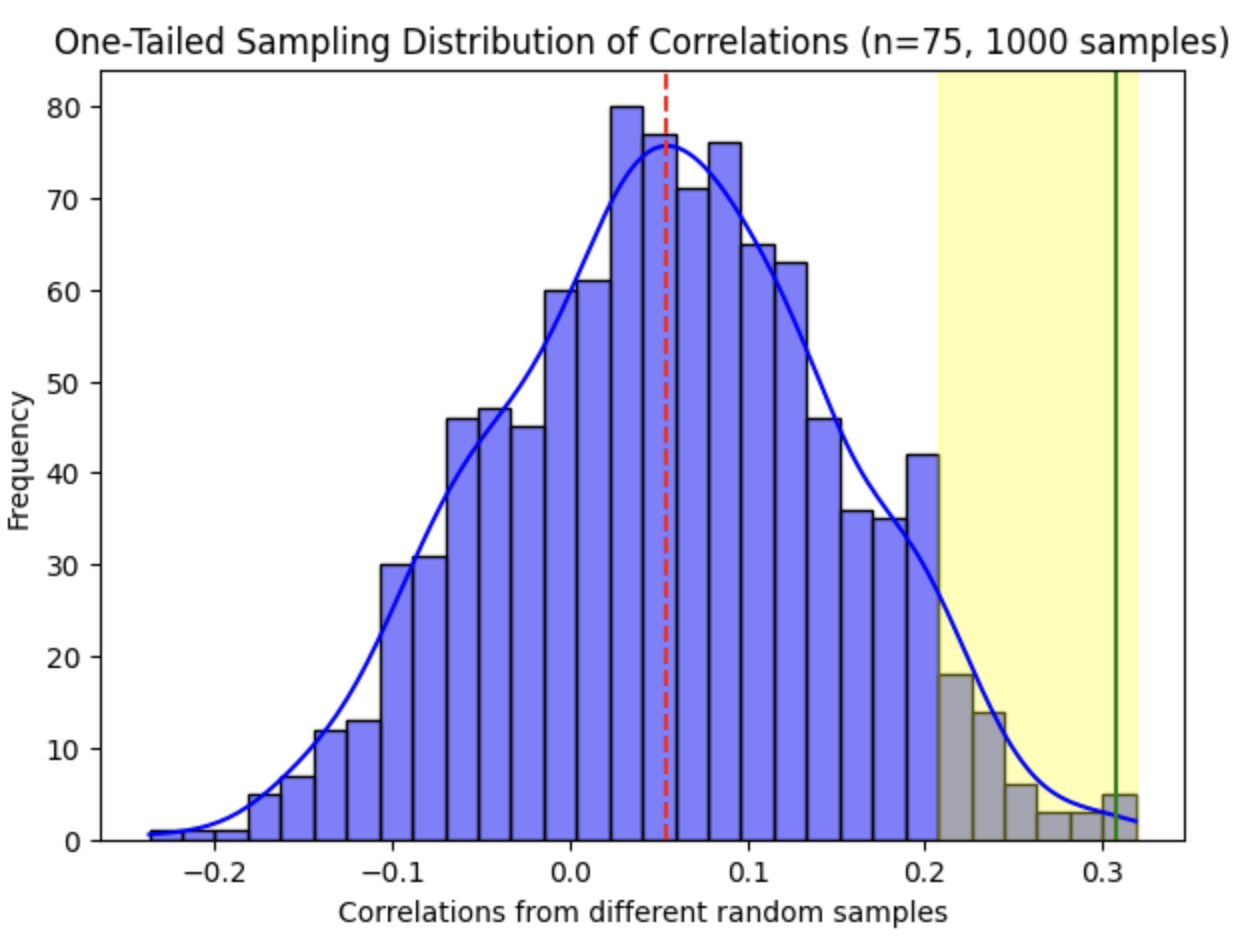 One-Tailed Sampling Distribution of Correlations (n=75, 1000 samples)
Frequency
80
70
60
50
40
30
20
10
0
−0.2 −0.1 0.0 0.1 0.2 0.3
Correlations from different random samples